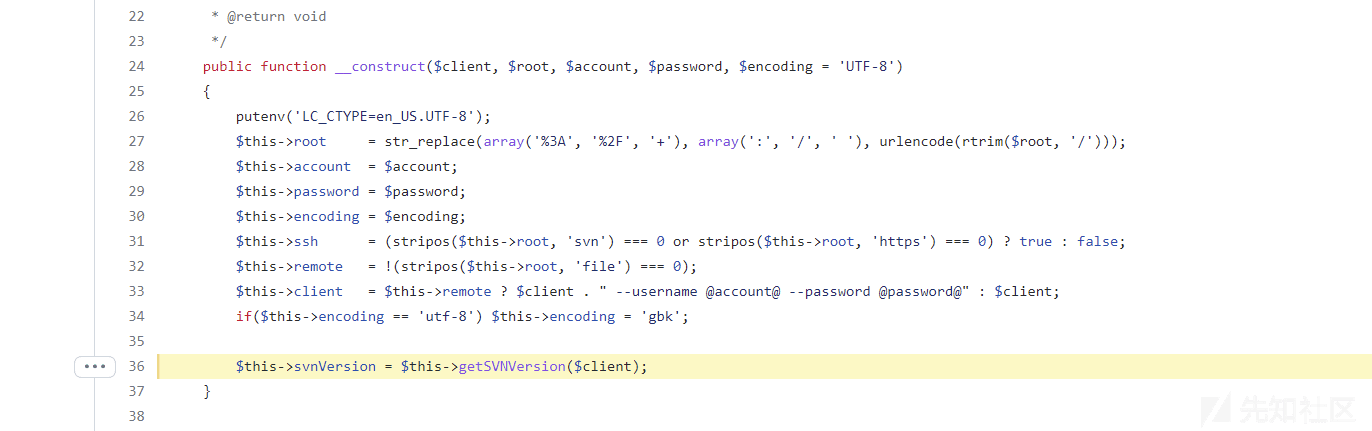 22 * @return void
23 */
24 public function __construct($client, $root, $account, $password, $encoding = 'UTF-8')
25 {
26 putenv('LC_CTYPE=en_US.UTF-8');
27 $this->root = str_replace(array('%3A', '%2F', '+'), array(':', '/', ' '), urlencode(rtrim($root, '/')));
28 $this->account = $account;
29 $this->password = $password;
30 $this->encoding = $encoding;
31 $this->ssh = (stripos($this->root, 'svn') === 0 or stripos($this->root, 'https') === 0) ? true : false;
32 $this->remote = !(stripos($this->root, 'file') === 0);
33 $this->client = $this->remote ? $client . " --username @account@ --password @password@" : $client;
34 if($this->encoding == 'utf-8') $this->encoding = 'gbk';
35
36 $this->svnVersion = $this->getSVNVersion($client);
37 }
38
先知社区